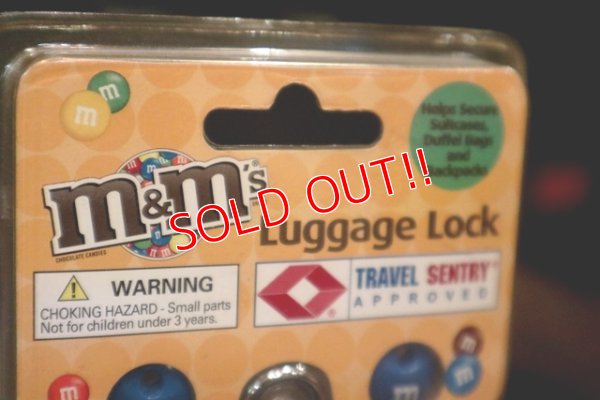 m
m
Helps Secure
Suitcases,
Duffel Bags
and
Backpacks
m&m's®
CHOCOLATE CANDIES
SOLD OUT!!
Luggage Lock
WARNING
CHOKING HAZARD - Small parts
Not for children under 3 years.
TRAVEL SENTRY
APPROVED
®
m
m
m